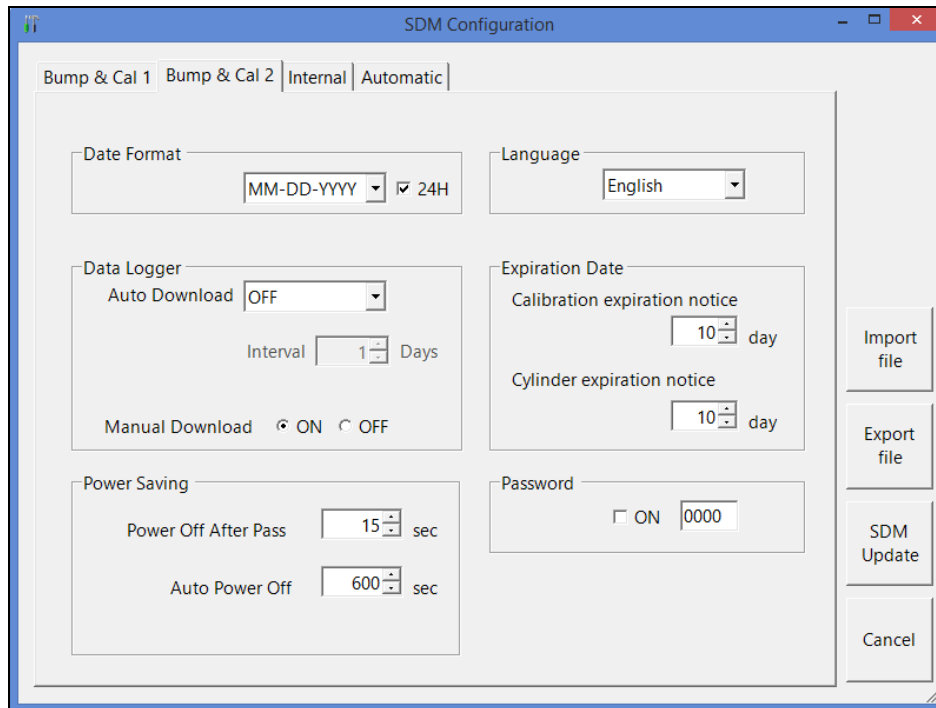 SDM Configuration
Bump & Cal 1 Bump & Cal 2 Internal Automatic
Date Format
MM-DD-YYYY 24H
Language
English
Data Logger
Auto Download OFF
Interval 1 Days
Manual Download ON OFF
Expiration Date
Calibration expiration notice
10 day
Cylinder expiration notice
10 day
Power Saving
Power Off After Pass 15 sec
Auto Power Off 600 sec
Password
ON 0000
Import
file
Export
file
SDM
Update
Cancel